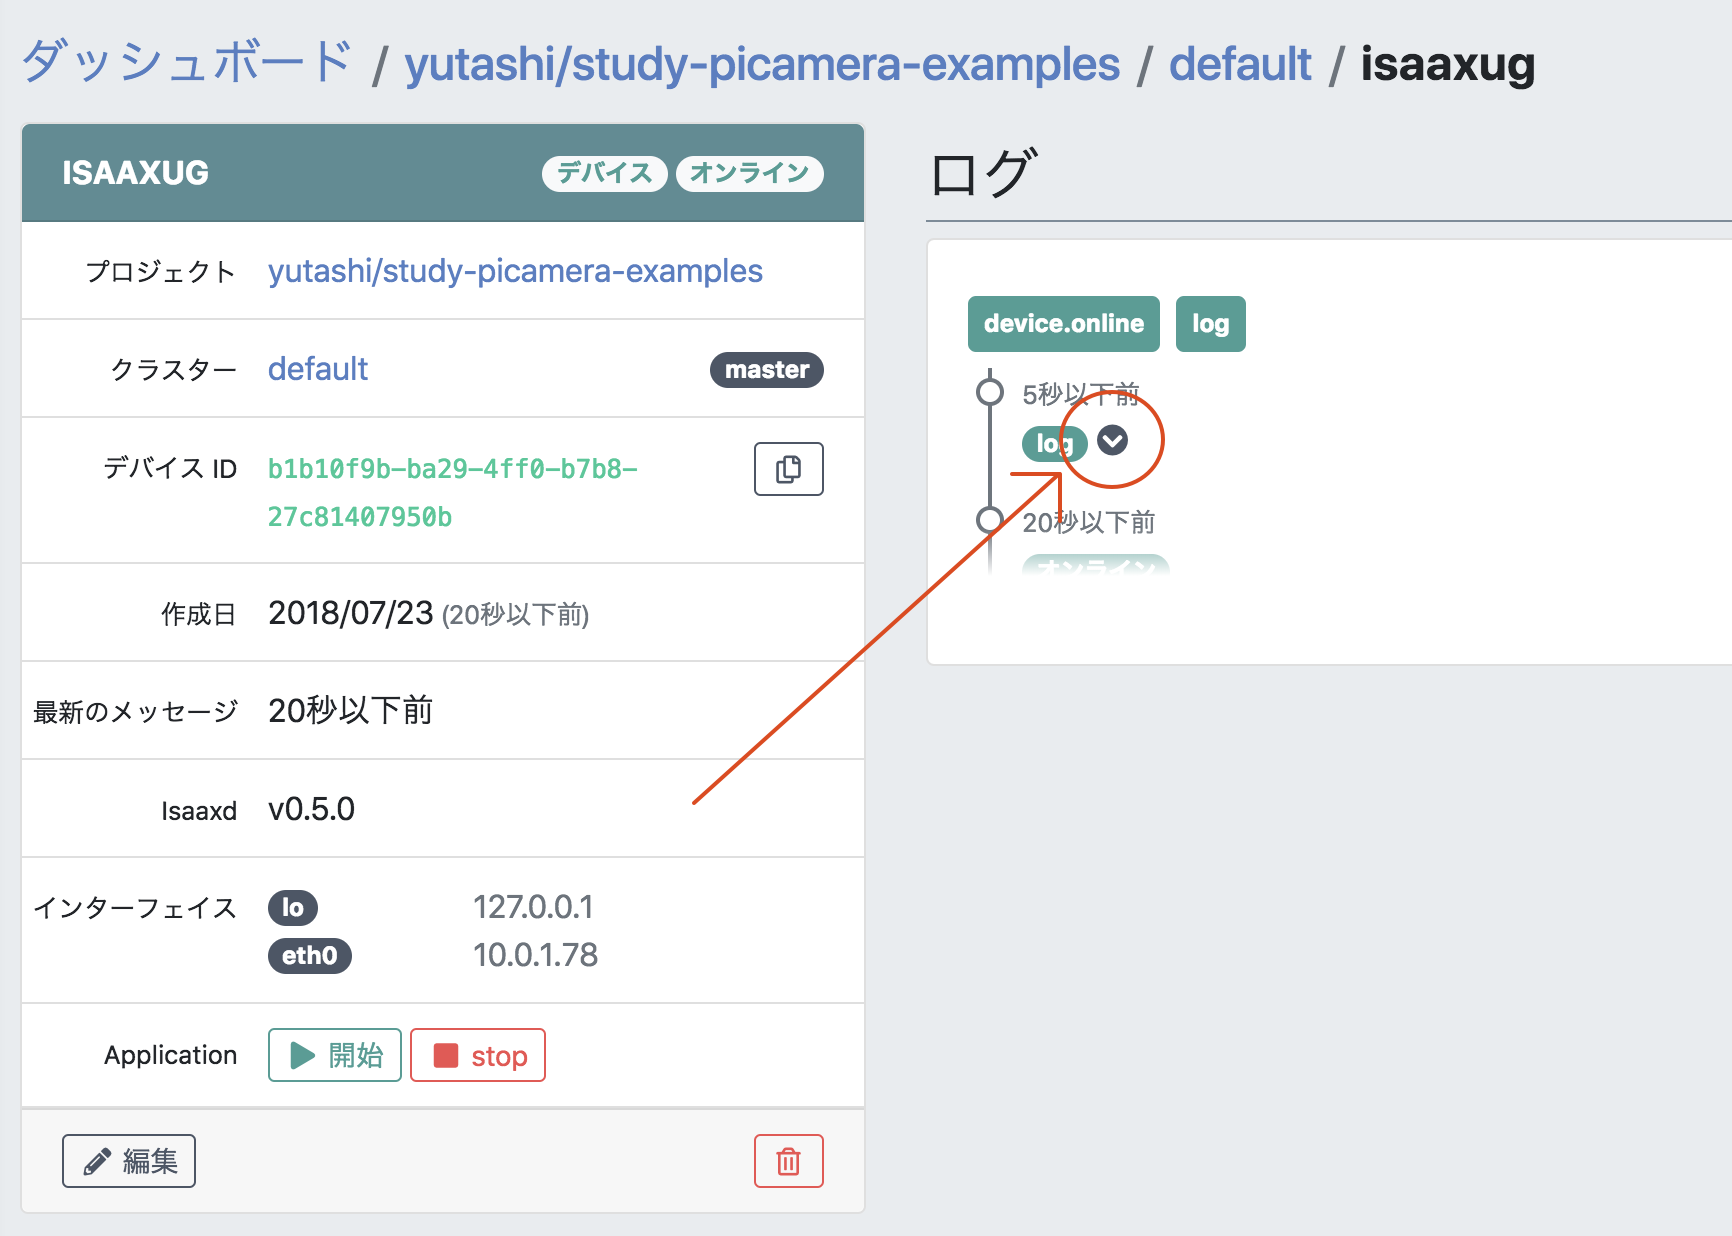 ダッシュボード / yutashi/study-picamera-examples / default / isaaxug
ISAAXUG デバイス オンライン
プロジェクト yutashi/study-picamera-examples
クラスター default master
デバイス ID b1b10f9b-ba29-4ff0-b7b8-
27c81407950b
作成日 2018/07/23 (20秒以下前)
最新のメッセージ 20秒以下前
Isaaxd v0.5.0
インターフェイス lo 127.0.0.1
eth0 10.0.1.78
Application 開始 stop
編集
ログ
device.online log
5秒以下前
log
20秒以下前
オンライン